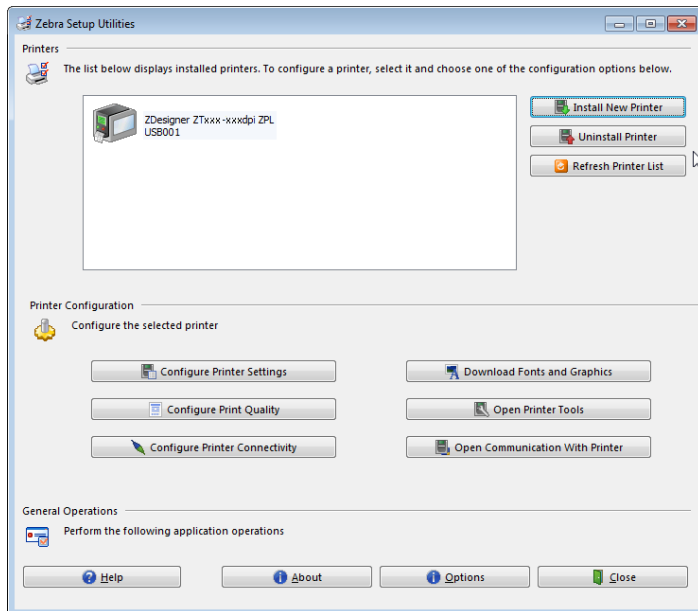 Zebra Setup Utilities
Printers
The list below displays installed printers. To configure a printer, select it and choose one of the configuration options below.
ZDesigner ZTxxx-xxxdpi ZPL
USB001
Install New Printer
Uninstall Printer
Refresh Printer List
Printer Configuration
Configure the selected printer
Configure Printer Settings
Download Fonts and Graphics
Configure Print Quality
Open Printer Tools
Configure Printer Connectivity
Open Communication With Printer
General Operations
Perform the following application operations
Help
About
Options
Close